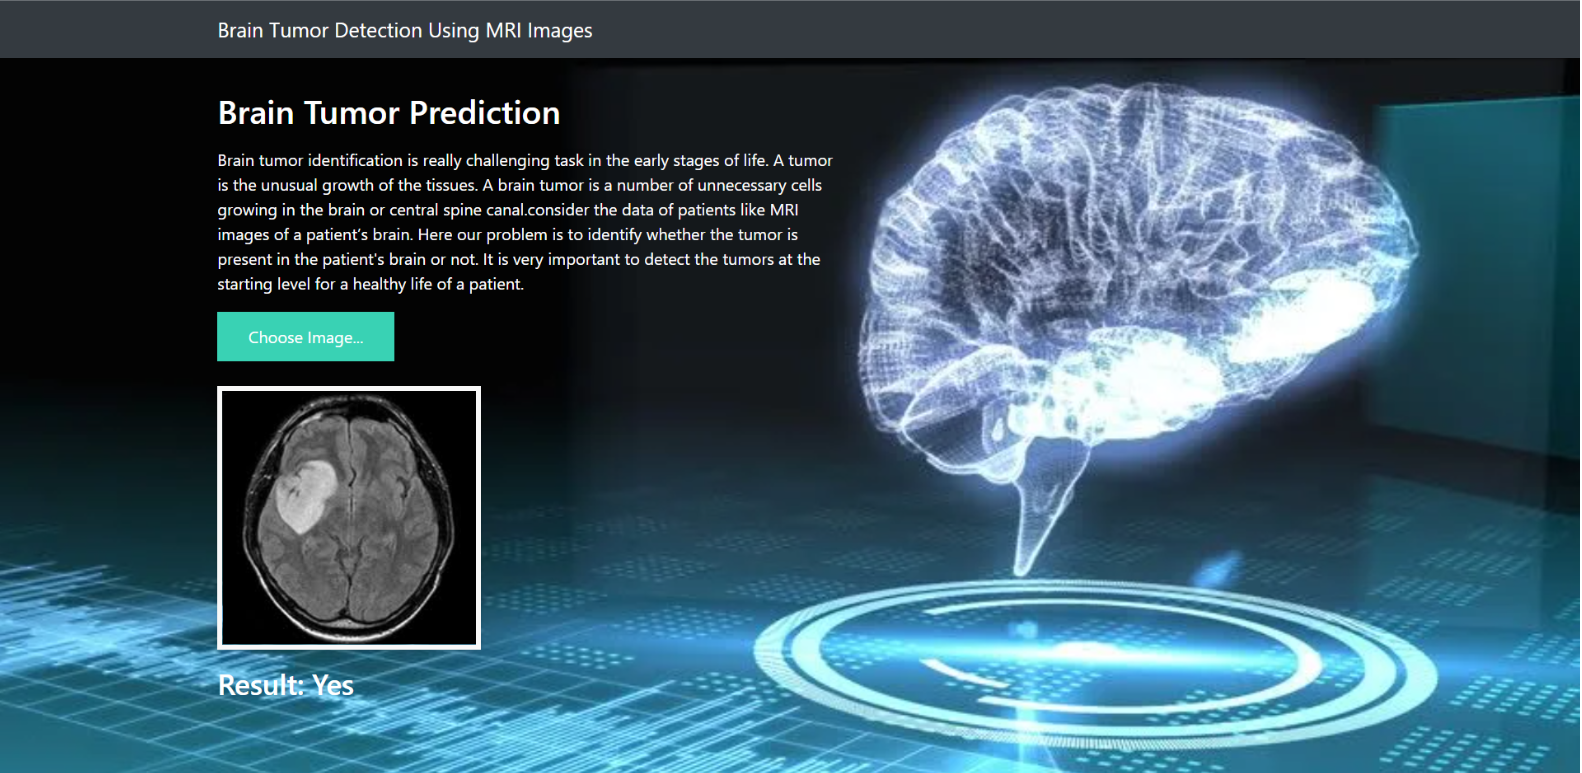 Brain Tumor Detection Using MRI Images
Brain Tumor Prediction
Brain tumor identification is really challenging task in the early stages of life. A tumor
is the unusual growth of the tissues. A brain tumor is a number of unnecessary cells
growing in the brain or central spine canal.consider the data of patients like MRI
images of a patient’s brain. Here our problem is to identify whether the tumor is
present in the patient's brain or not. It is very important to detect the tumors at the
starting level for a healthy life of a patient.
Choose Image...
Result: Yes